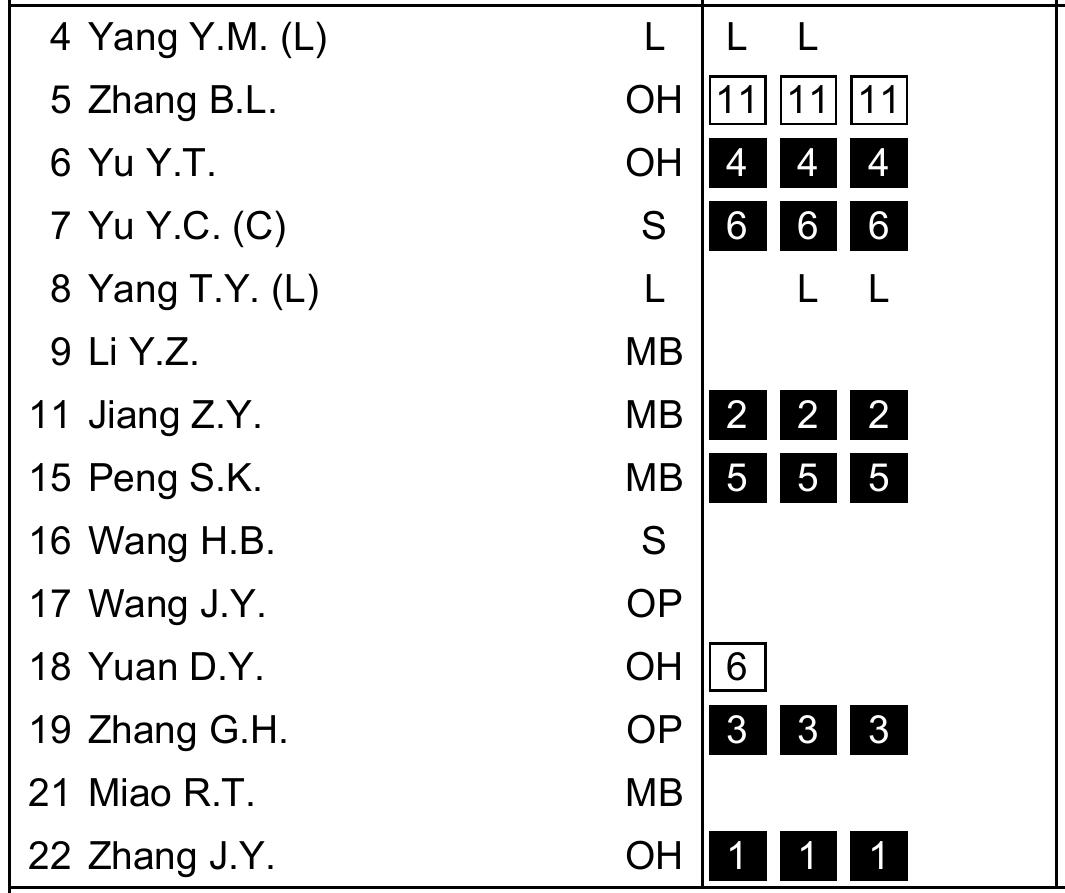 4 Yang Y.M. (L) L L L
5 Zhang B.L. OH 11 11 11
6 Yu Y.T. OH 4 4 4
7 Yu Y.C. (C) S 6 6 6
8 Yang T.Y. (L) L L L
9 Li Y.Z. MB
11 Jiang Z.Y. MB 2 2 2
15 Peng S.K. MB 5 5 5
16 Wang H.B. S
17 Wang J.Y. OP
18 Yuan D.Y. OH 6
19 Zhang G.H. OP 3 3 3
21 Miao R.T. MB
22 Zhang J.Y. OH 1 1 1